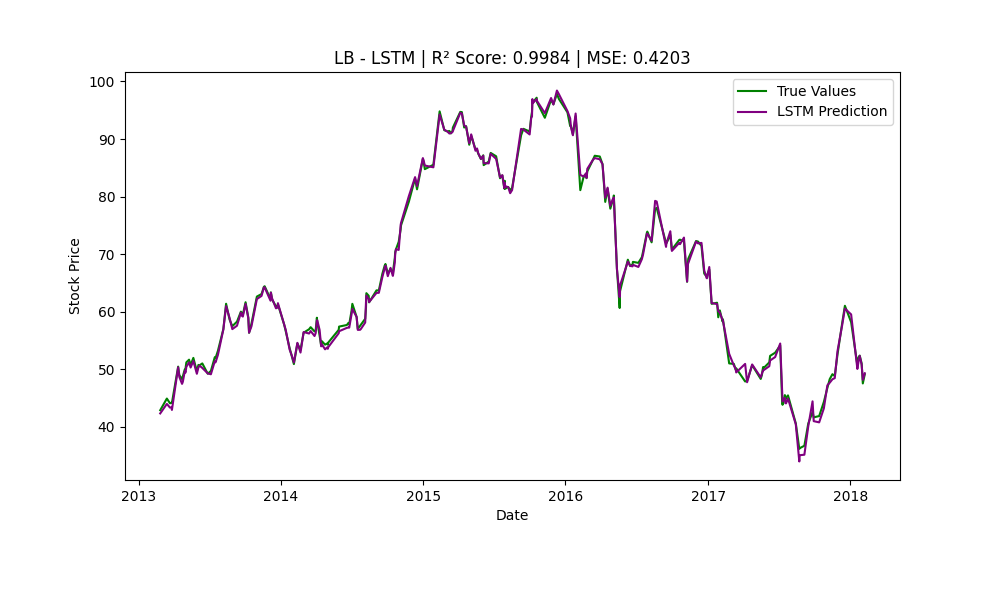 LB - LSTM | R² Score: 0.9984 | MSE: 0.4203
True Values
LSTM Prediction
Stock Price
100
90
80
70
60
50
40
2013 2014 2015 2016 2017 2018
Date